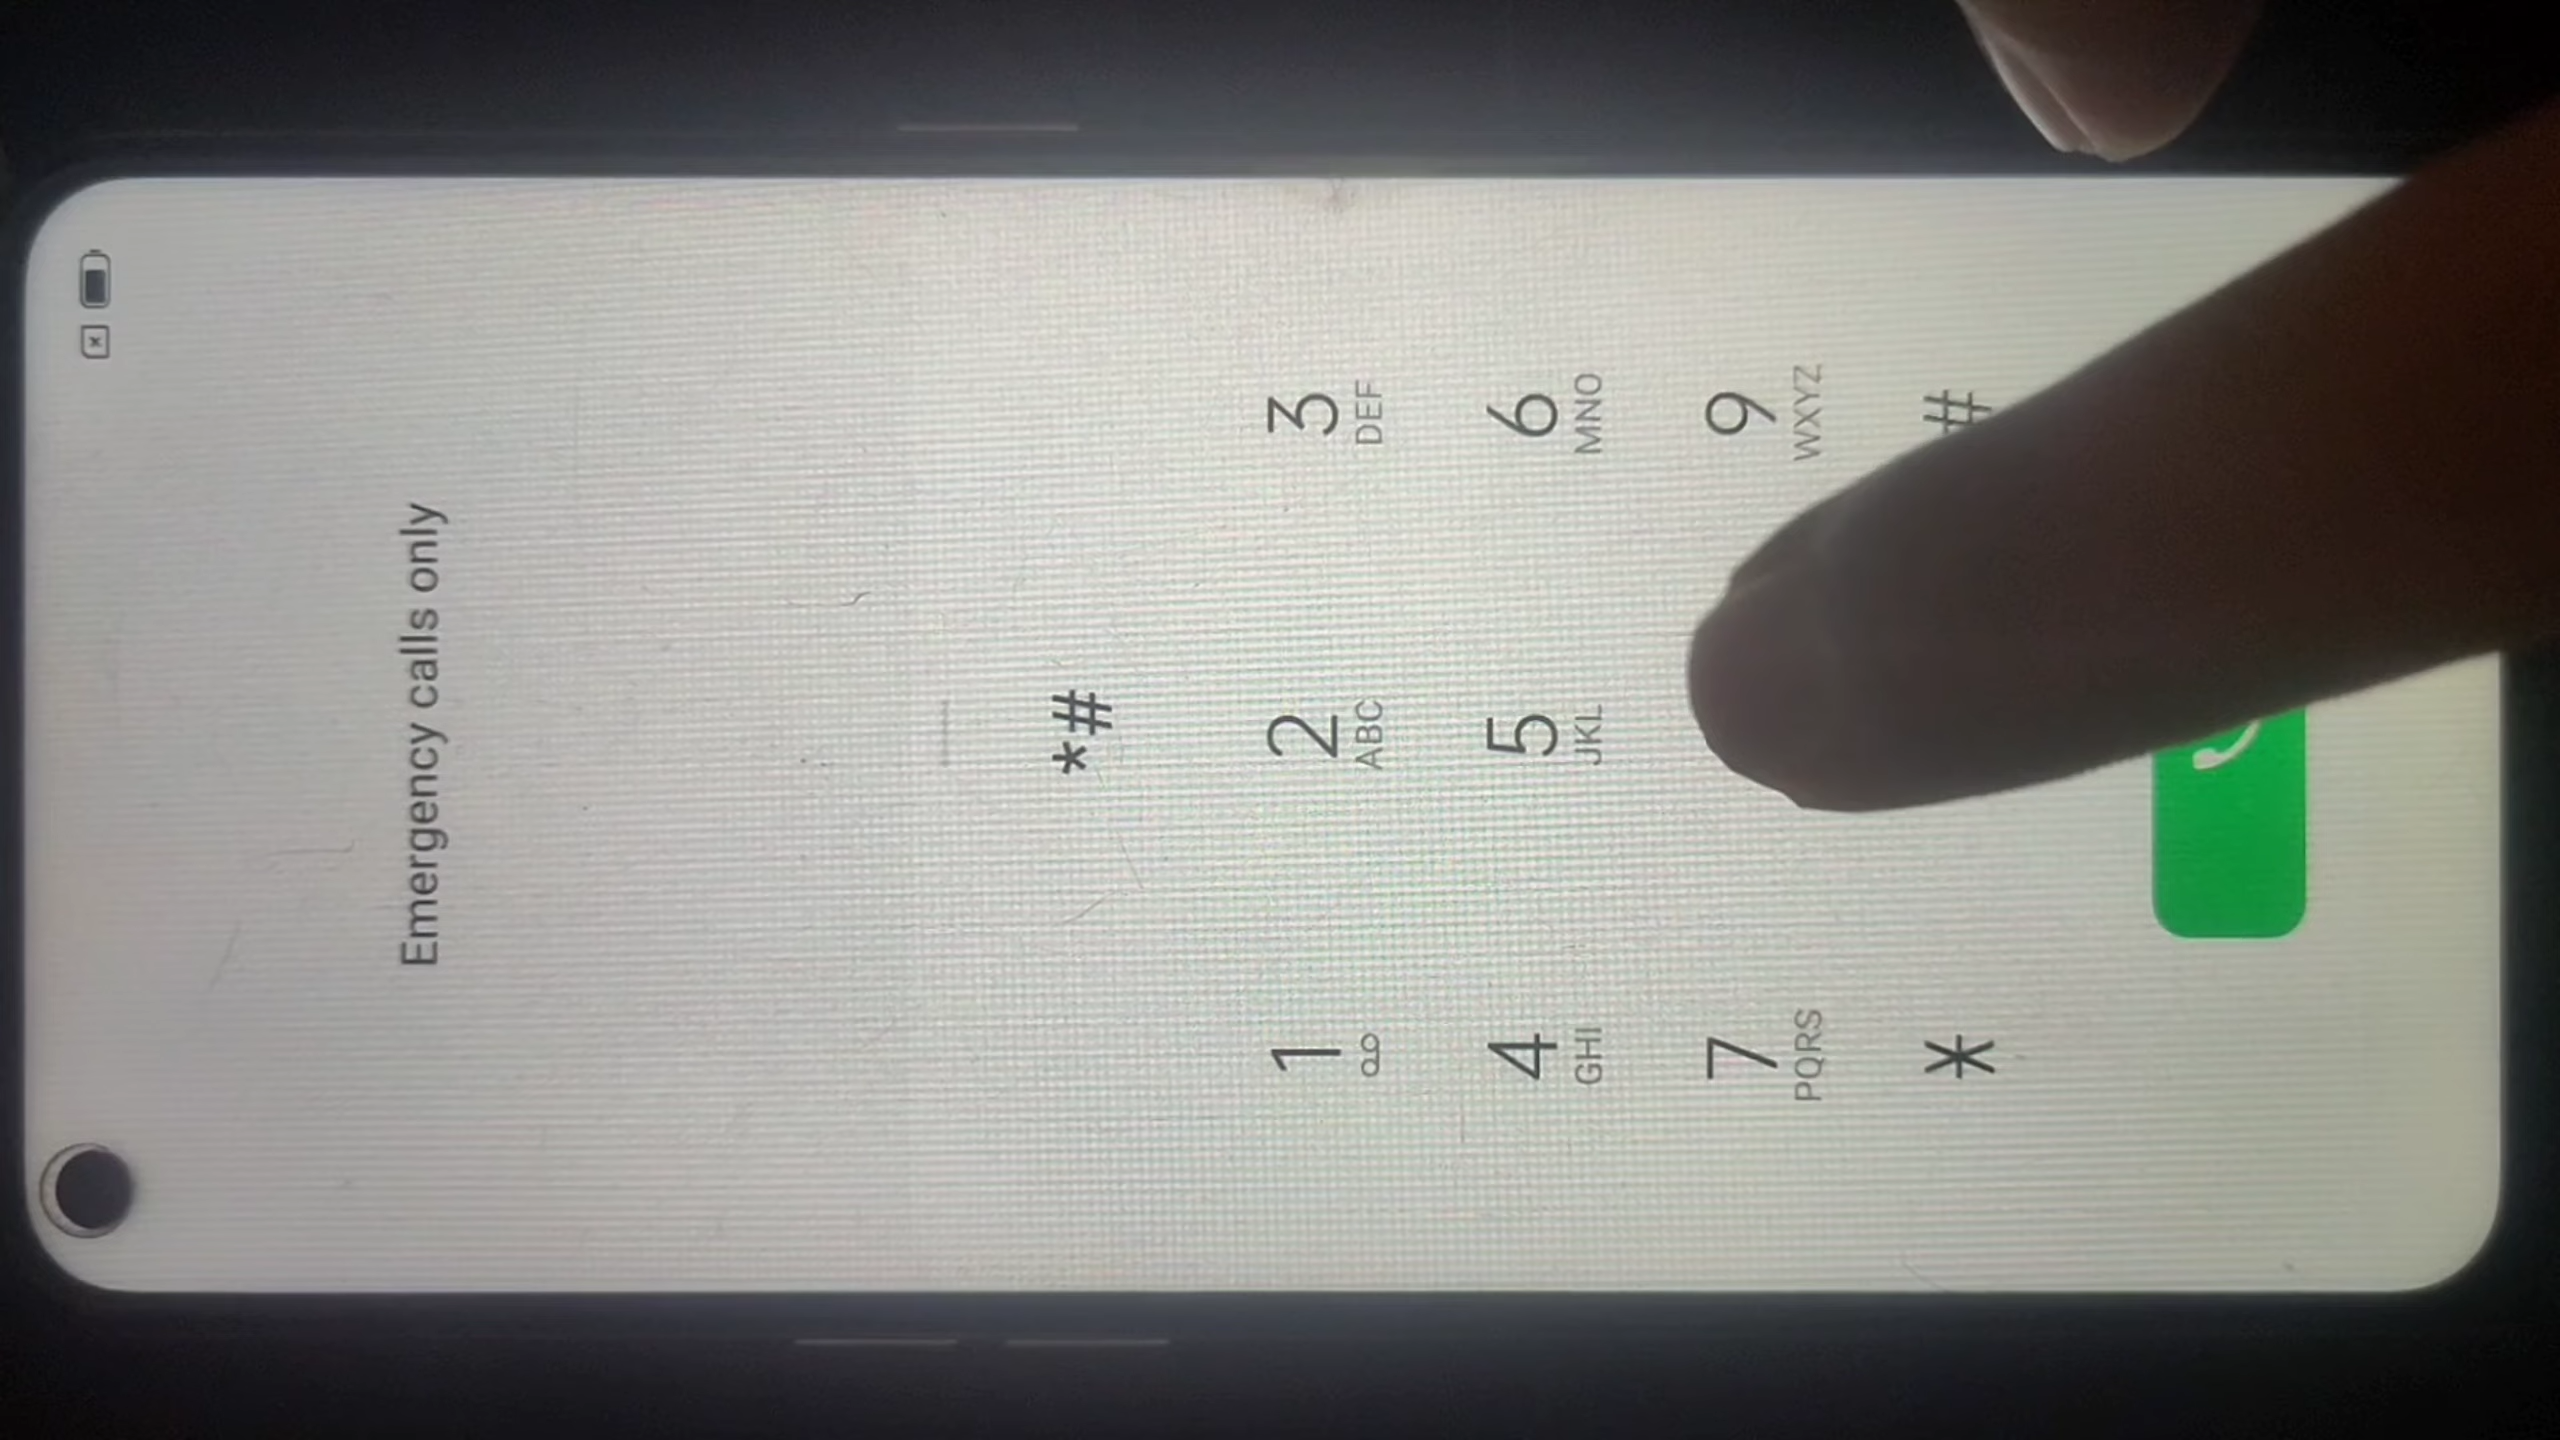 Emergency calls only
*#
1 2 ABC 3 DEF
4 GHI 5 JKL 6 MNO
7 PQRS 9 WXYZ
* #